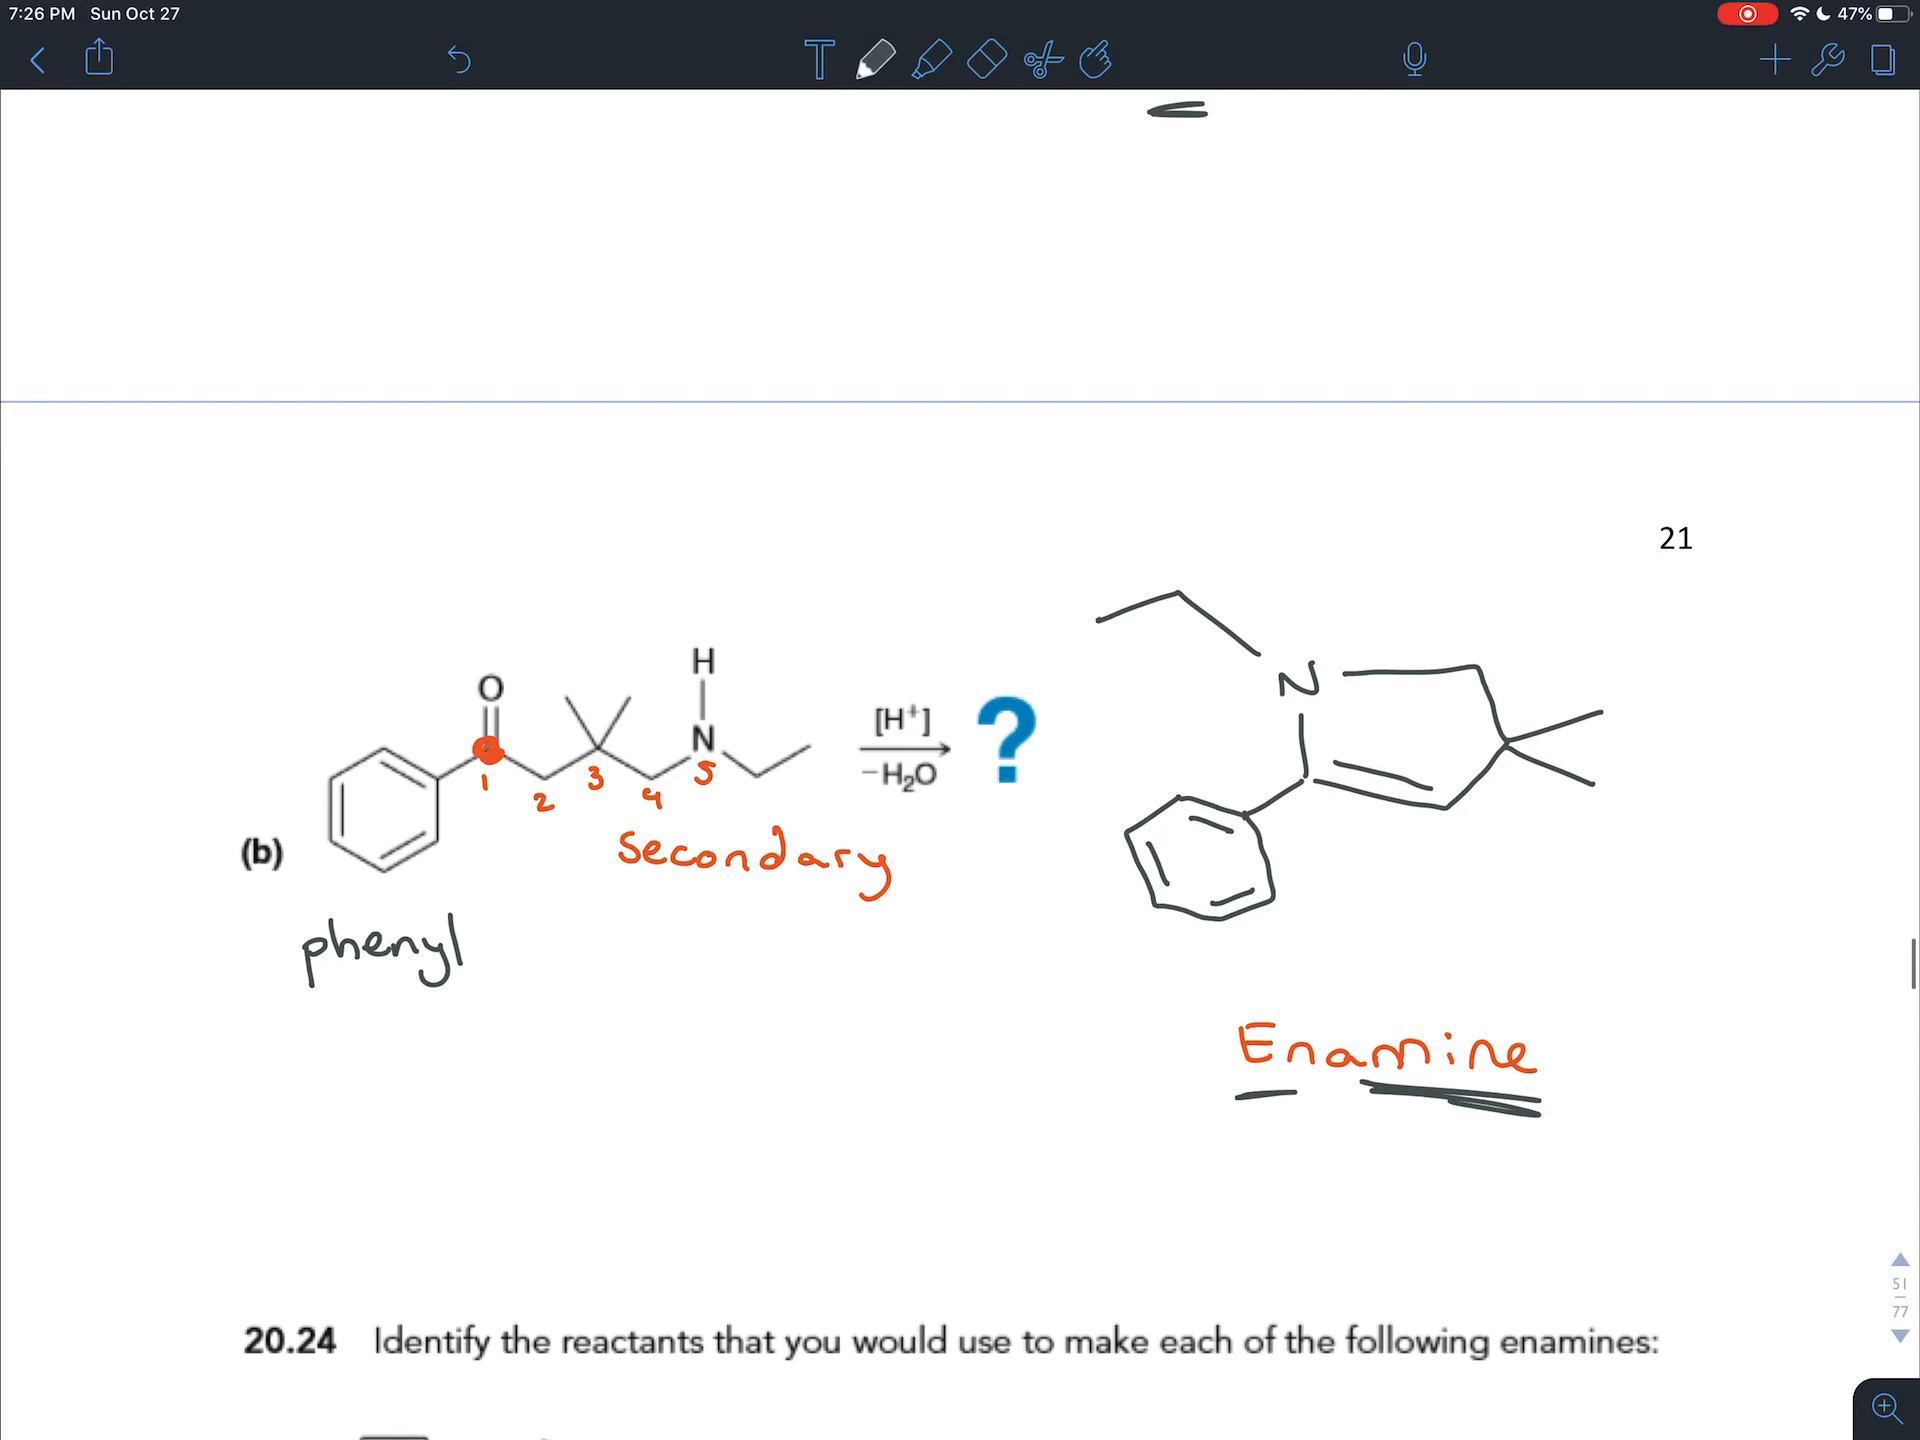 7:26 PM Sun Oct 27
47%
T
21
H
O
N
[H⁺]
−H₂O
?
N
1
2
3
4
5
secondary
(b)
phenyl
Enamine
51
77
20.24 Identify the reactants that you would use to make each of the following enamines: